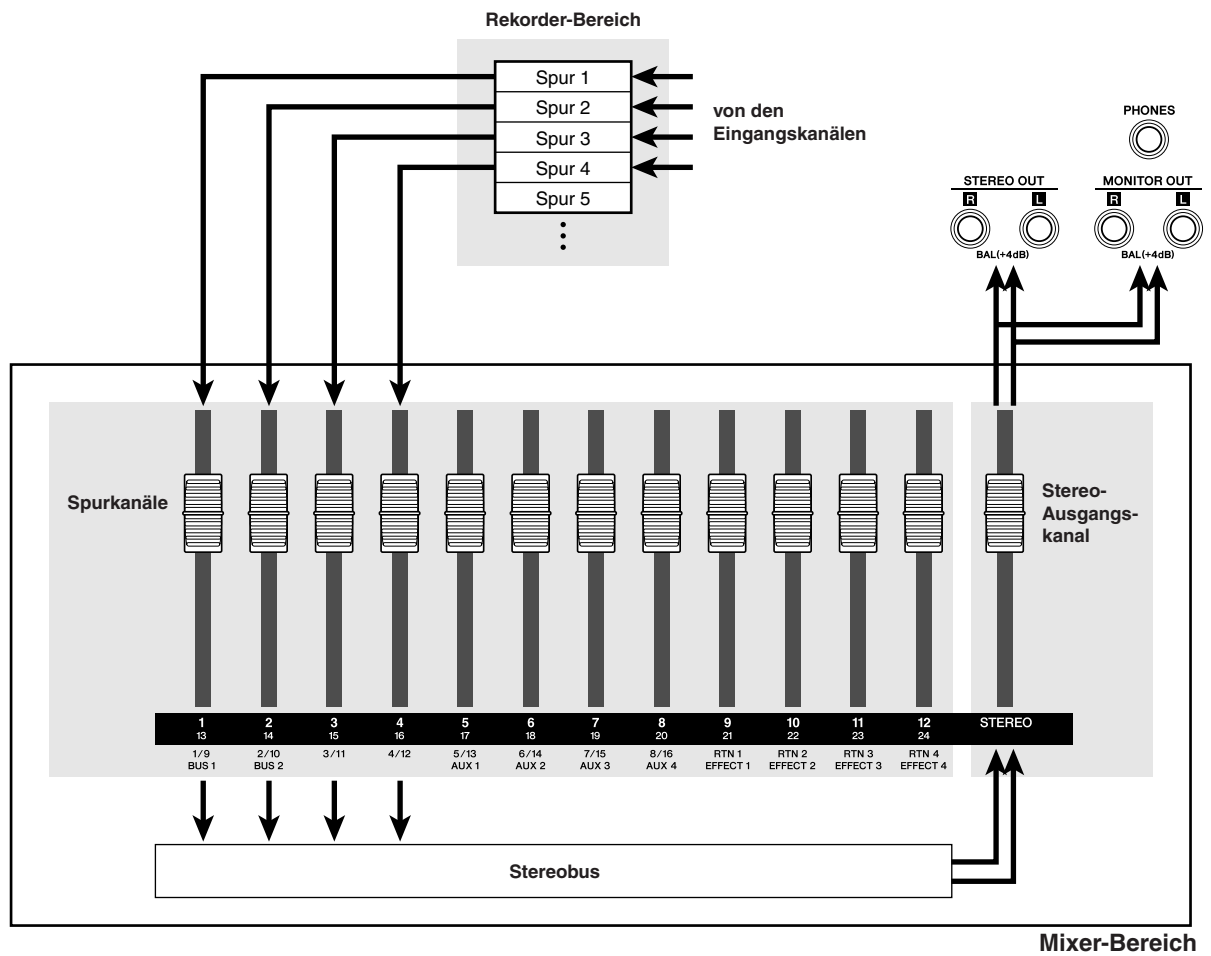 Rekorder-Bereich
Spur 1
Spur 2
Spur 3
Spur 4
Spur 5
von den
Eingangskanälen
PHONES
STEREO OUT
MONITOR OUT
R L R L
BAL(+4dB) BAL(+4dB)
Spurkanäle
Stereo-
Ausgangs-
kanal
1 2 3 4 5 6 7 8 9 10 11 12 STEREO
13 14 15 16 17 18 19 20 21 22 23 24
1/9 2/10 3/11 4/12 5/13 6/14 7/15 8/16 RTN 1 RTN 2 RTN 3 RTN 4
BUS 1 BUS 2 AUX 1 AUX 2 AUX 3 AUX 4 EFFECT 1 EFFECT 2 EFFECT 3 EFFECT 4
Stereobus
Mixer-Bereich